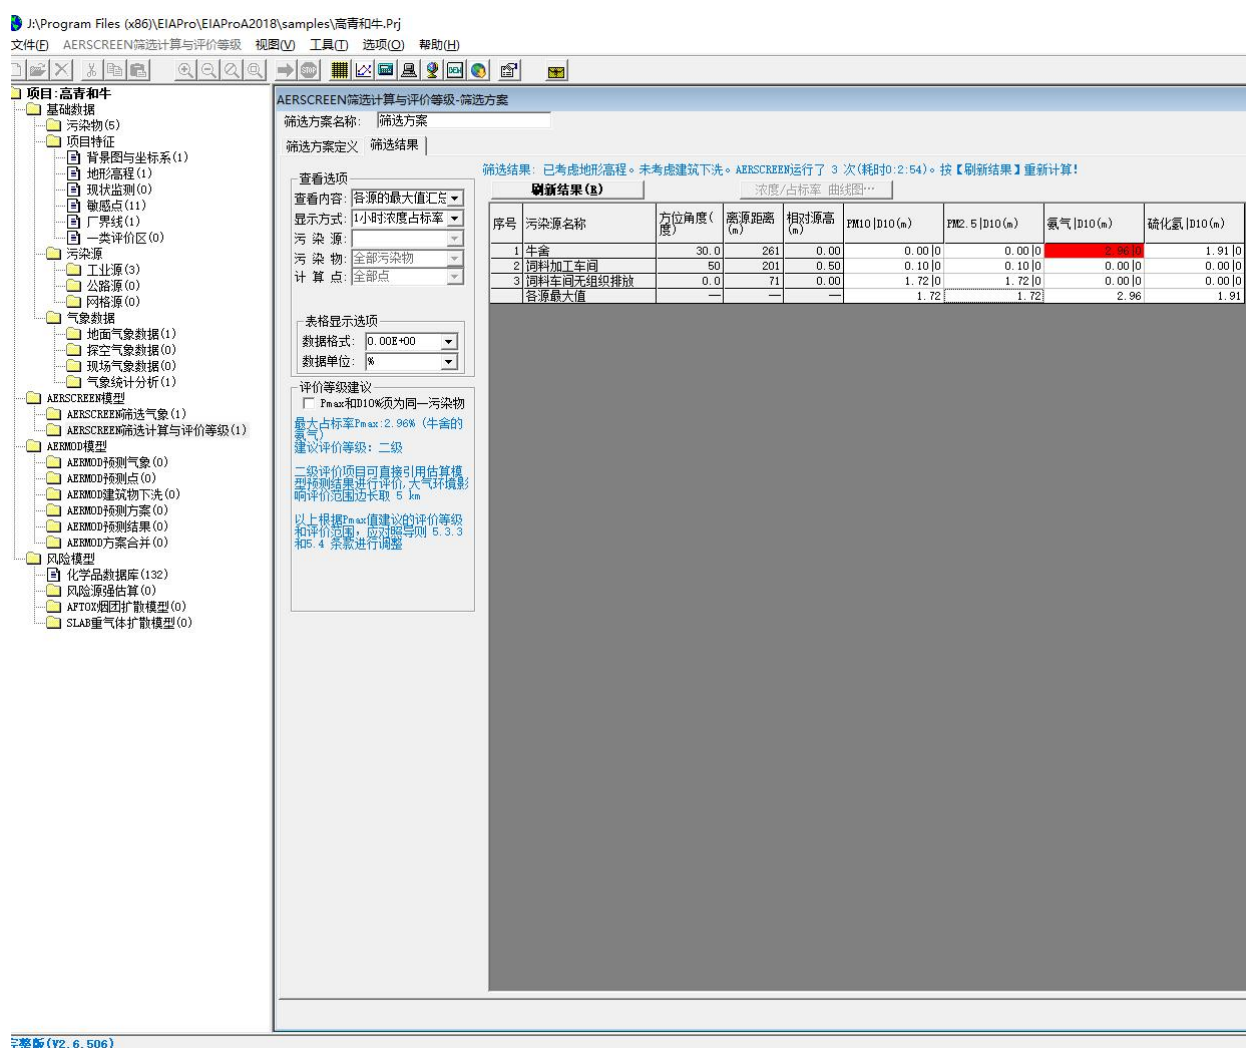 J:\Program Files (x86)\EIAPro\EIAProA2018\samples\高青和牛.Prj
文件(F) AERSCREEN筛选计算与评价等级 视图(V) 工具(T) 选项(O) 帮助(H)
项目:高青和牛
基础数据
污染物(5)
项目特征
背景图与坐标系(1)
地形高程(1)
现状监测(0)
敏感点(11)
厂界线(1)
一类评价区(0)
污染源
工业源(3)
公路源(0)
网格源(0)
气象数据
地面气象数据(1)
探空气象数据(0)
现场气象数据(0)
气象统计分析(1)
AERSCREEN模型
AERSCREEN筛选气象(1)
AERSCREEN筛选计算与评价等级(1)
AERMOD模型
AERMOD预测气象(0)
AERMOD预测点(0)
AERMOD建筑物下洗(0)
AERMOD预测方案(0)
AERMOD预测结果(0)
AERMOD方案合并(0)
风险模型
化学品数据库(132)
风险源强估算(0)
AFTOX烟团扩散模型(0)
SLAB重气体扩散模型(0)
AERSCREEN筛选计算与评价等级-筛选方案
筛选方案名称: 筛选方案
筛选方案定义 筛选结果
筛选结果: 已考虑地形高程。未考虑建筑下洗。AERSCREEN运行了 3 次(耗时0:2:54)。按【刷新结果】重新计算!
刷新结果(R) 浓度/占标率 曲线图…
查看选项
查看内容: 各源的最大值汇总
显示方式: 1小时浓度占标率
污 染 源:
污 染 物: 全部污染物
计 算 点: 全部点
表格显示选项
数据格式: 0.00E+00
数据单位: %
评价等级建议
Pmax和D10%须为同一污染物
最大占标率Pmax:2.96% (牛舍的
氨气)
建议评价等级: 二级
二级评价项目可直接引用估算模
型预测结果进行评价,大气环境影
响评价范围边长取 5 km
以上根据Pmax值建议的评价等级
和评价范围, 应对照导则 5.3.3
和5.4 条款进行调整
序号 污染源名称 方位角度(度) 离源距离(m) 相对源高(m) PM10|D10(m) PM2.5|D10(m) 氨气|D10(m) 硫化氢|D10(m)
1 牛舍 30.0 261 0.00 0.00|0 0.00|0 2.96|0 1.91|0
2 饲料加工车间 50 201 0.50 0.10|0 0.10|0 0.00|0 0.00|0
3 饲料车间无组织排放 0.0 71 0.00 1.72|0 1.72|0 0.00|0 0.00|0
各源最大值 — — — 1.72 1.72 2.96 1.91
完整版(V2.6.506)